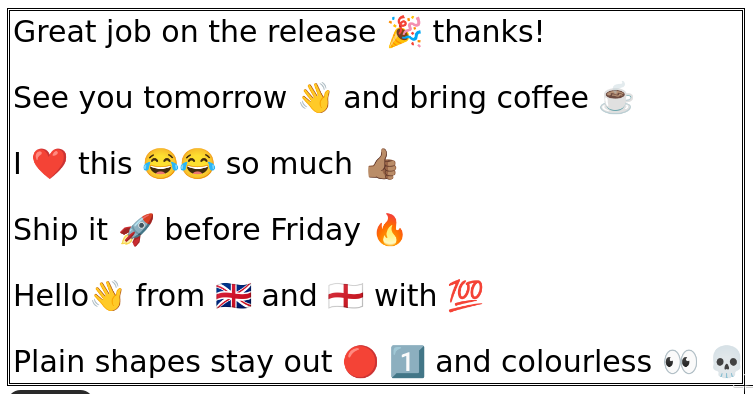 Great job on the release 🎉 thanks!
See you tomorrow 👋 and bring coffee ☕
I ❤️ this 😂😂 so much 👍🏽
Ship it 🚀 before Friday 🔥
Hello👋 from 🇬🇧 and 🏴󠁧󠁢󠁥󠁮󠁧󠁿 with 💯
Plain shapes stay out 🔴 1️⃣ and colourless 👀 💀